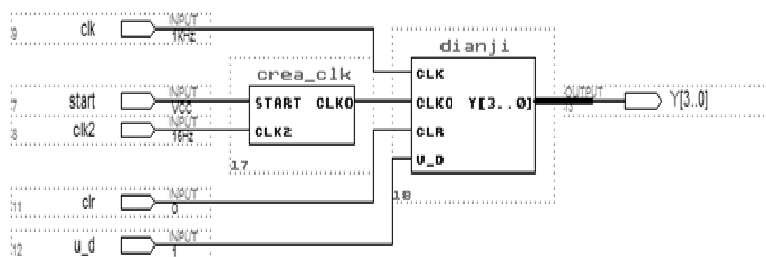 INPUT
clk
1KHz
9
dianji
crea_clk
CLK
INPUT
start
VCC
7
START CLKO
CLKO Y[3..0]
OUTPUT
Y[3..0]
INPUT
clk2
16Hz
8
CLK2
CLR
17
U_D
18
INPUT
clr
0
11
INPUT
u_d
1
12